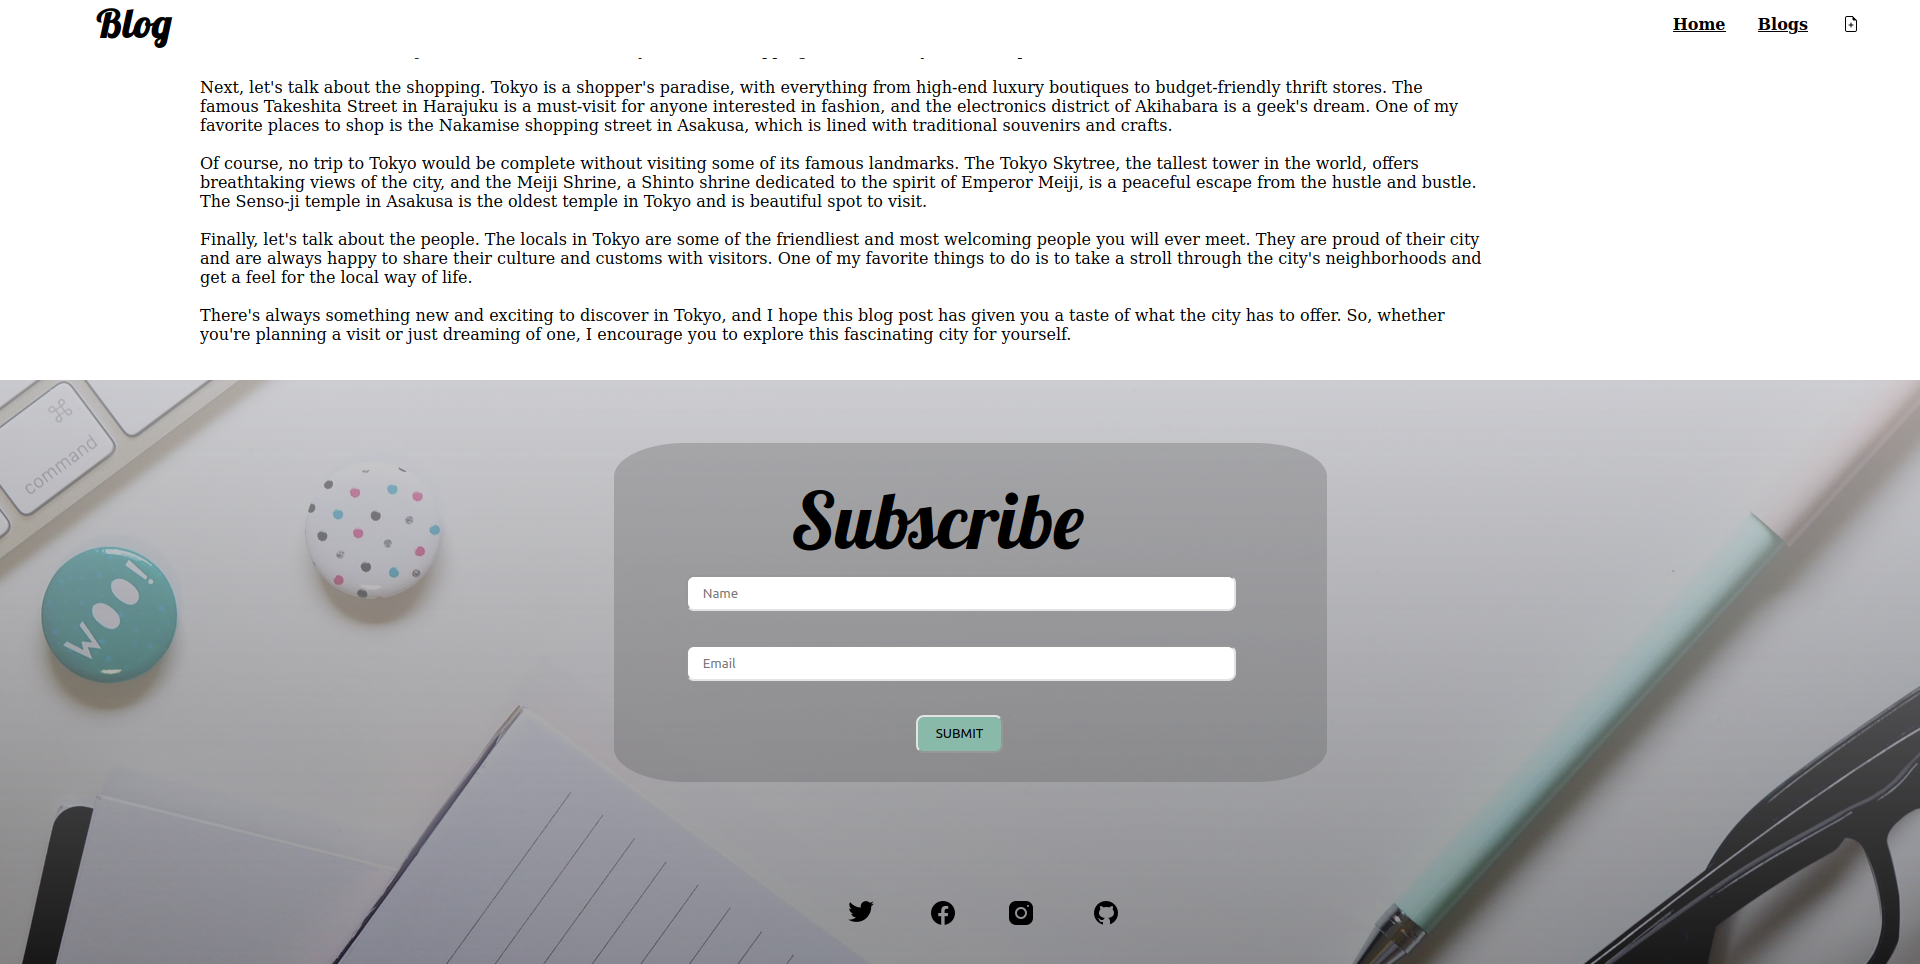 Blog
Home Blogs
Next, let's talk about the shopping. Tokyo is a shopper's paradise, with everything from high-end luxury boutiques to budget-friendly thrift stores. The
famous Takeshita Street in Harajuku is a must-visit for anyone interested in fashion, and the electronics district of Akihabara is a geek's dream. One of my
favorite places to shop is the Nakamise shopping street in Asakusa, which is lined with traditional souvenirs and crafts.
Of course, no trip to Tokyo would be complete without visiting some of its famous landmarks. The Tokyo Skytree, the tallest tower in the world, offers
breathtaking views of the city, and the Meiji Shrine, a Shinto shrine dedicated to the spirit of Emperor Meiji, is a peaceful escape from the hustle and bustle.
The Senso-ji temple in Asakusa is the oldest temple in Tokyo and is beautiful spot to visit.
Finally, let's talk about the people. The locals in Tokyo are some of the friendliest and most welcoming people you will ever meet. They are proud of their city
and are always happy to share their culture and customs with visitors. One of my favorite things to do is to take a stroll through the city's neighborhoods and
get a feel for the local way of life.
There's always something new and exciting to discover in Tokyo, and I hope this blog post has given you a taste of what the city has to offer. So, whether
you're planning a visit or just dreaming of one, I encourage you to explore this fascinating city for yourself.
⌘
command
WOO!
Subscribe
Name
Email
SUBMIT